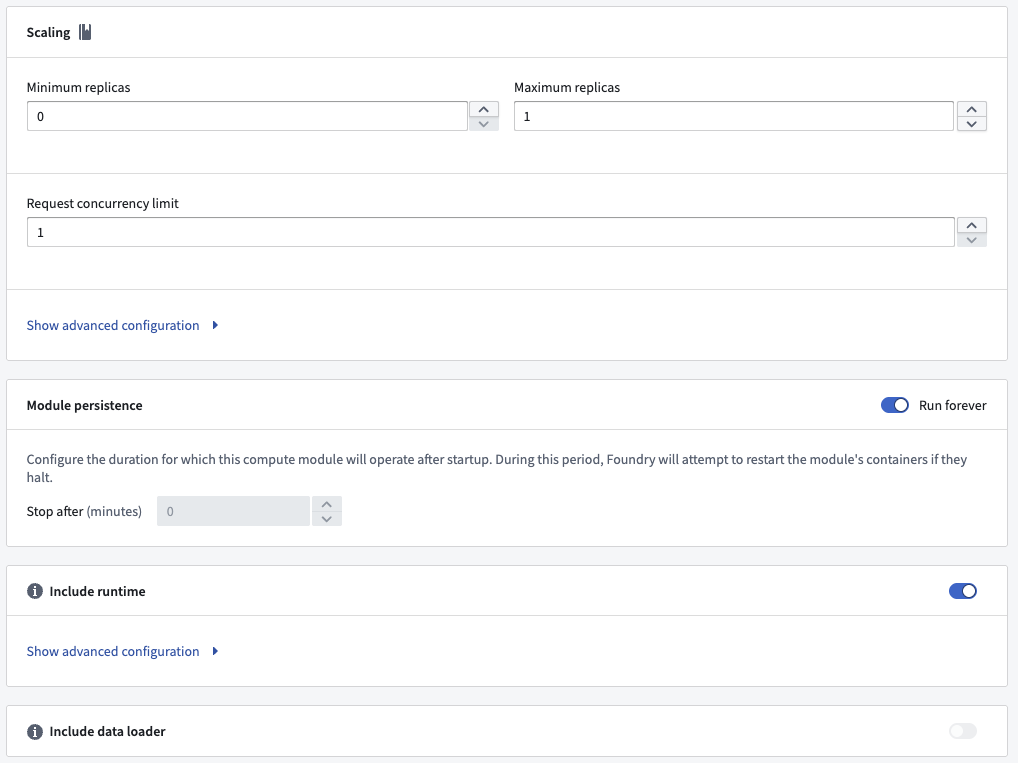 Scaling
Minimum replicas
Maximum replicas
0
1
Request concurrency limit
1
Show advanced configuration
Module persistence
Run forever
Configure the duration for which this compute module will operate after startup. During this period, Foundry will attempt to restart the module's containers if they
halt.
Stop after (minutes)
0
Include runtime
Show advanced configuration
Include data loader